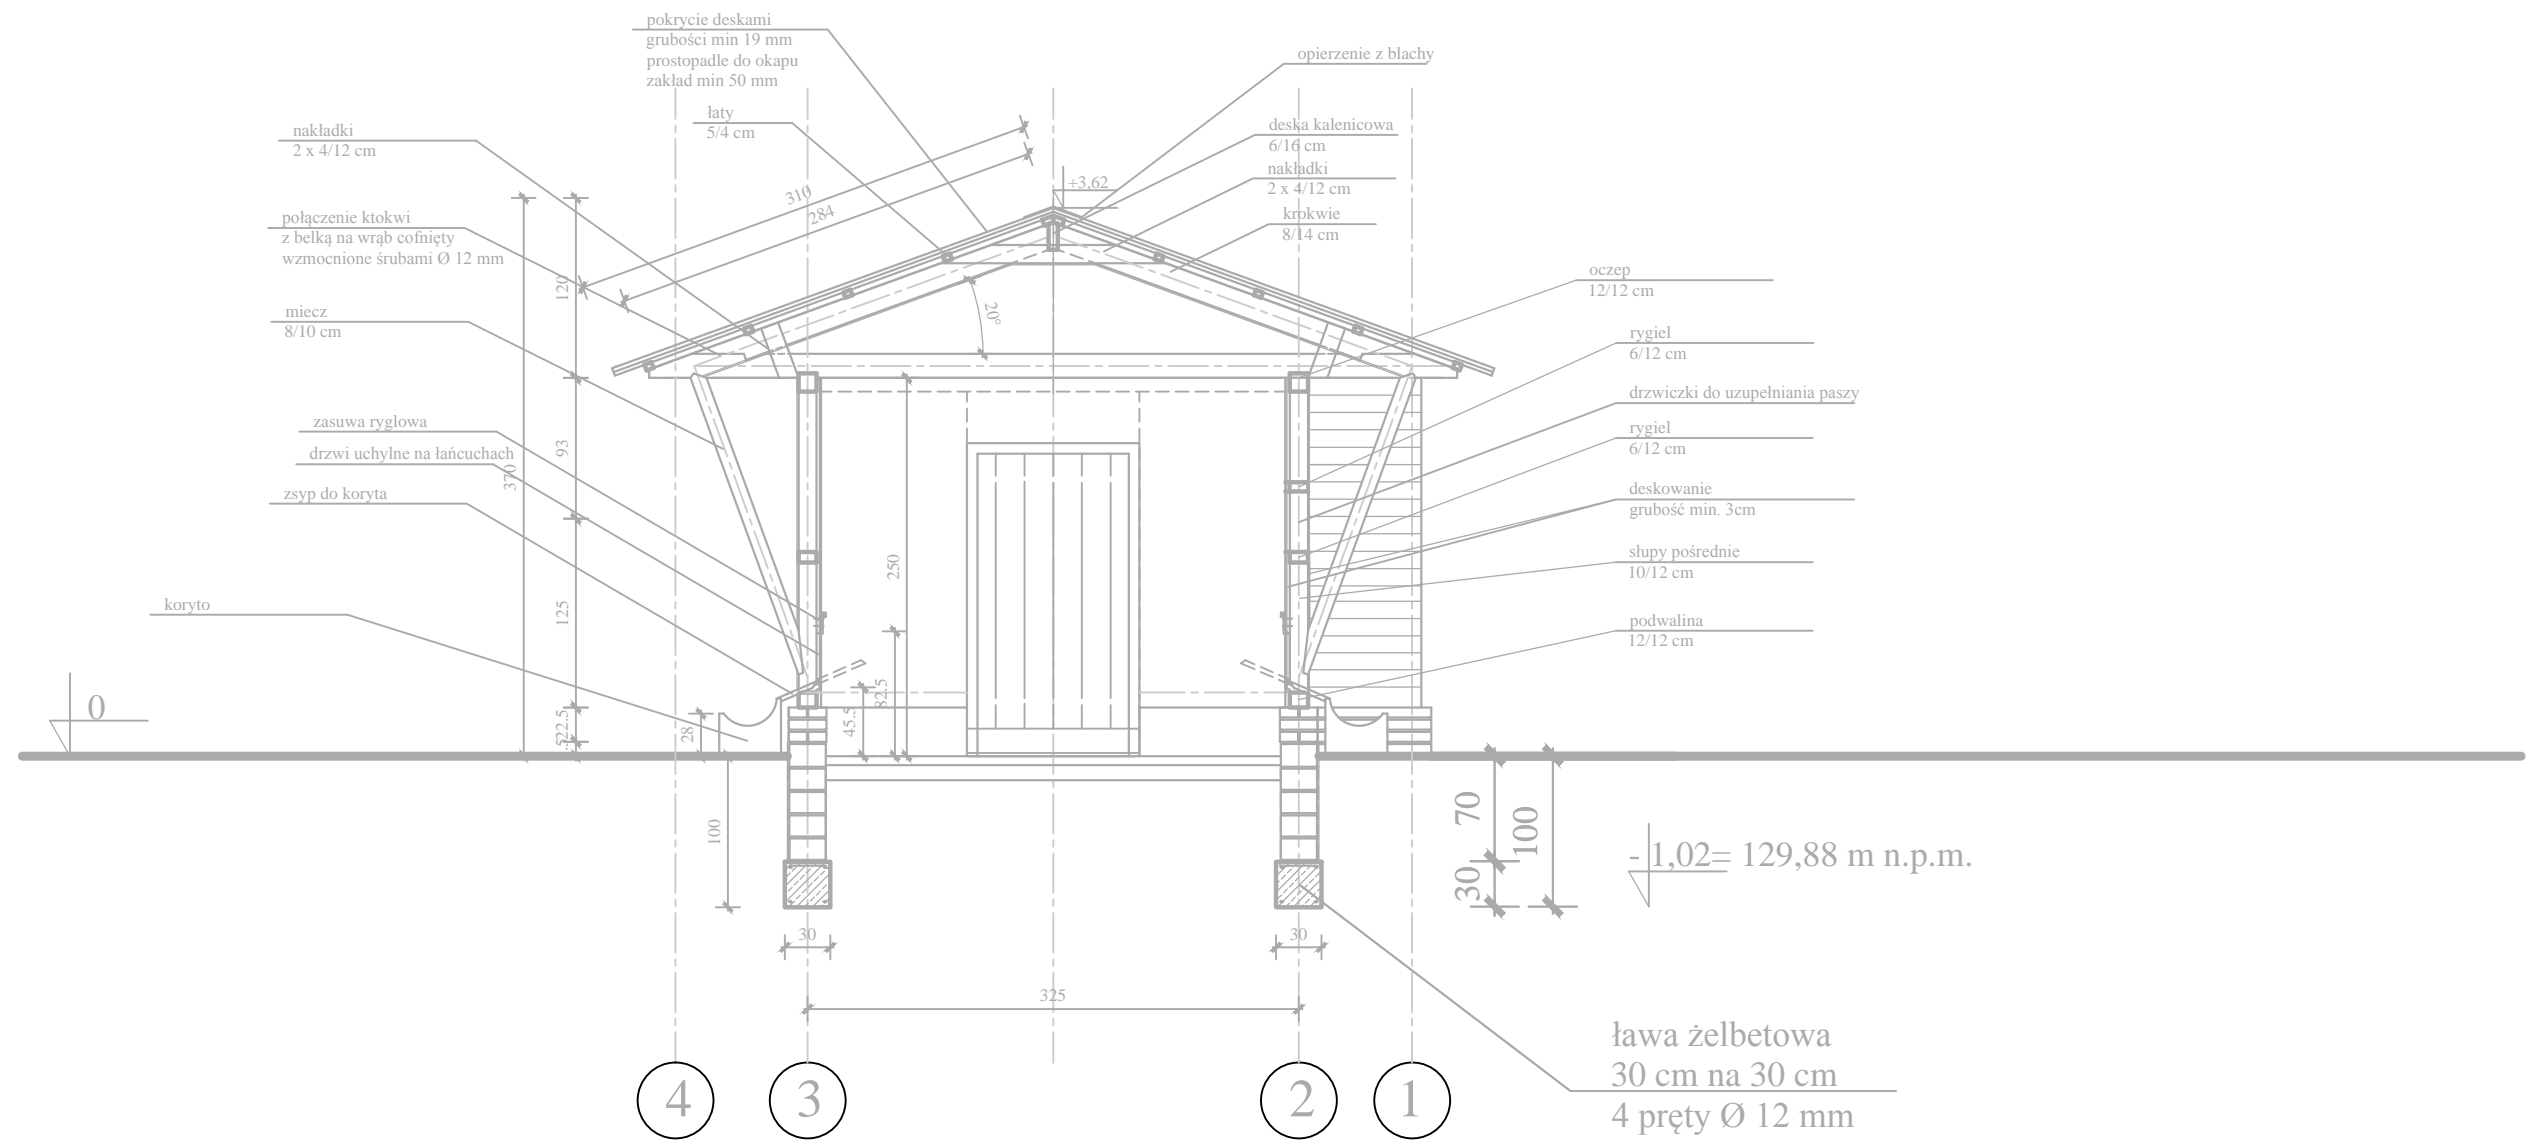 pokrycie deskami
grubości min 19 mm
prostopadle do okapu
zakład min 50 mm
opierzenie z blachy
łaty
5/4 cm
nakładki
2 x 4/12 cm
deska kalenicowa
6/16 cm
nakładki
2 x 4/12 cm
+3,62
310
284
połączenie ktokwi
z belką na wrąb cofnięty
wzmocnione śrubami Ø 12 mm
krokwie
8/14 cm
oczep
12/12 cm
120
20°
miecz
8/10 cm
rygiel
6/12 cm
drzwiczki do uzupełniania paszy
zasuwa ryglowa
rygiel
6/12 cm
drzwi uchylne na łańcuchach
93
370
zsyp do koryta
deskowanie
grubość min. 3cm
250
słupy pośrednie
10/12 cm
koryto
125
podwalina
12/12 cm
0
82.5
45.5
28
22.5
.5
100
70
100
30
- 1,02= 129,88 m n.p.m.
30
30
325
ława żelbetowa
30 cm na 30 cm
4 pręty Ø 12 mm
4
3
2
1